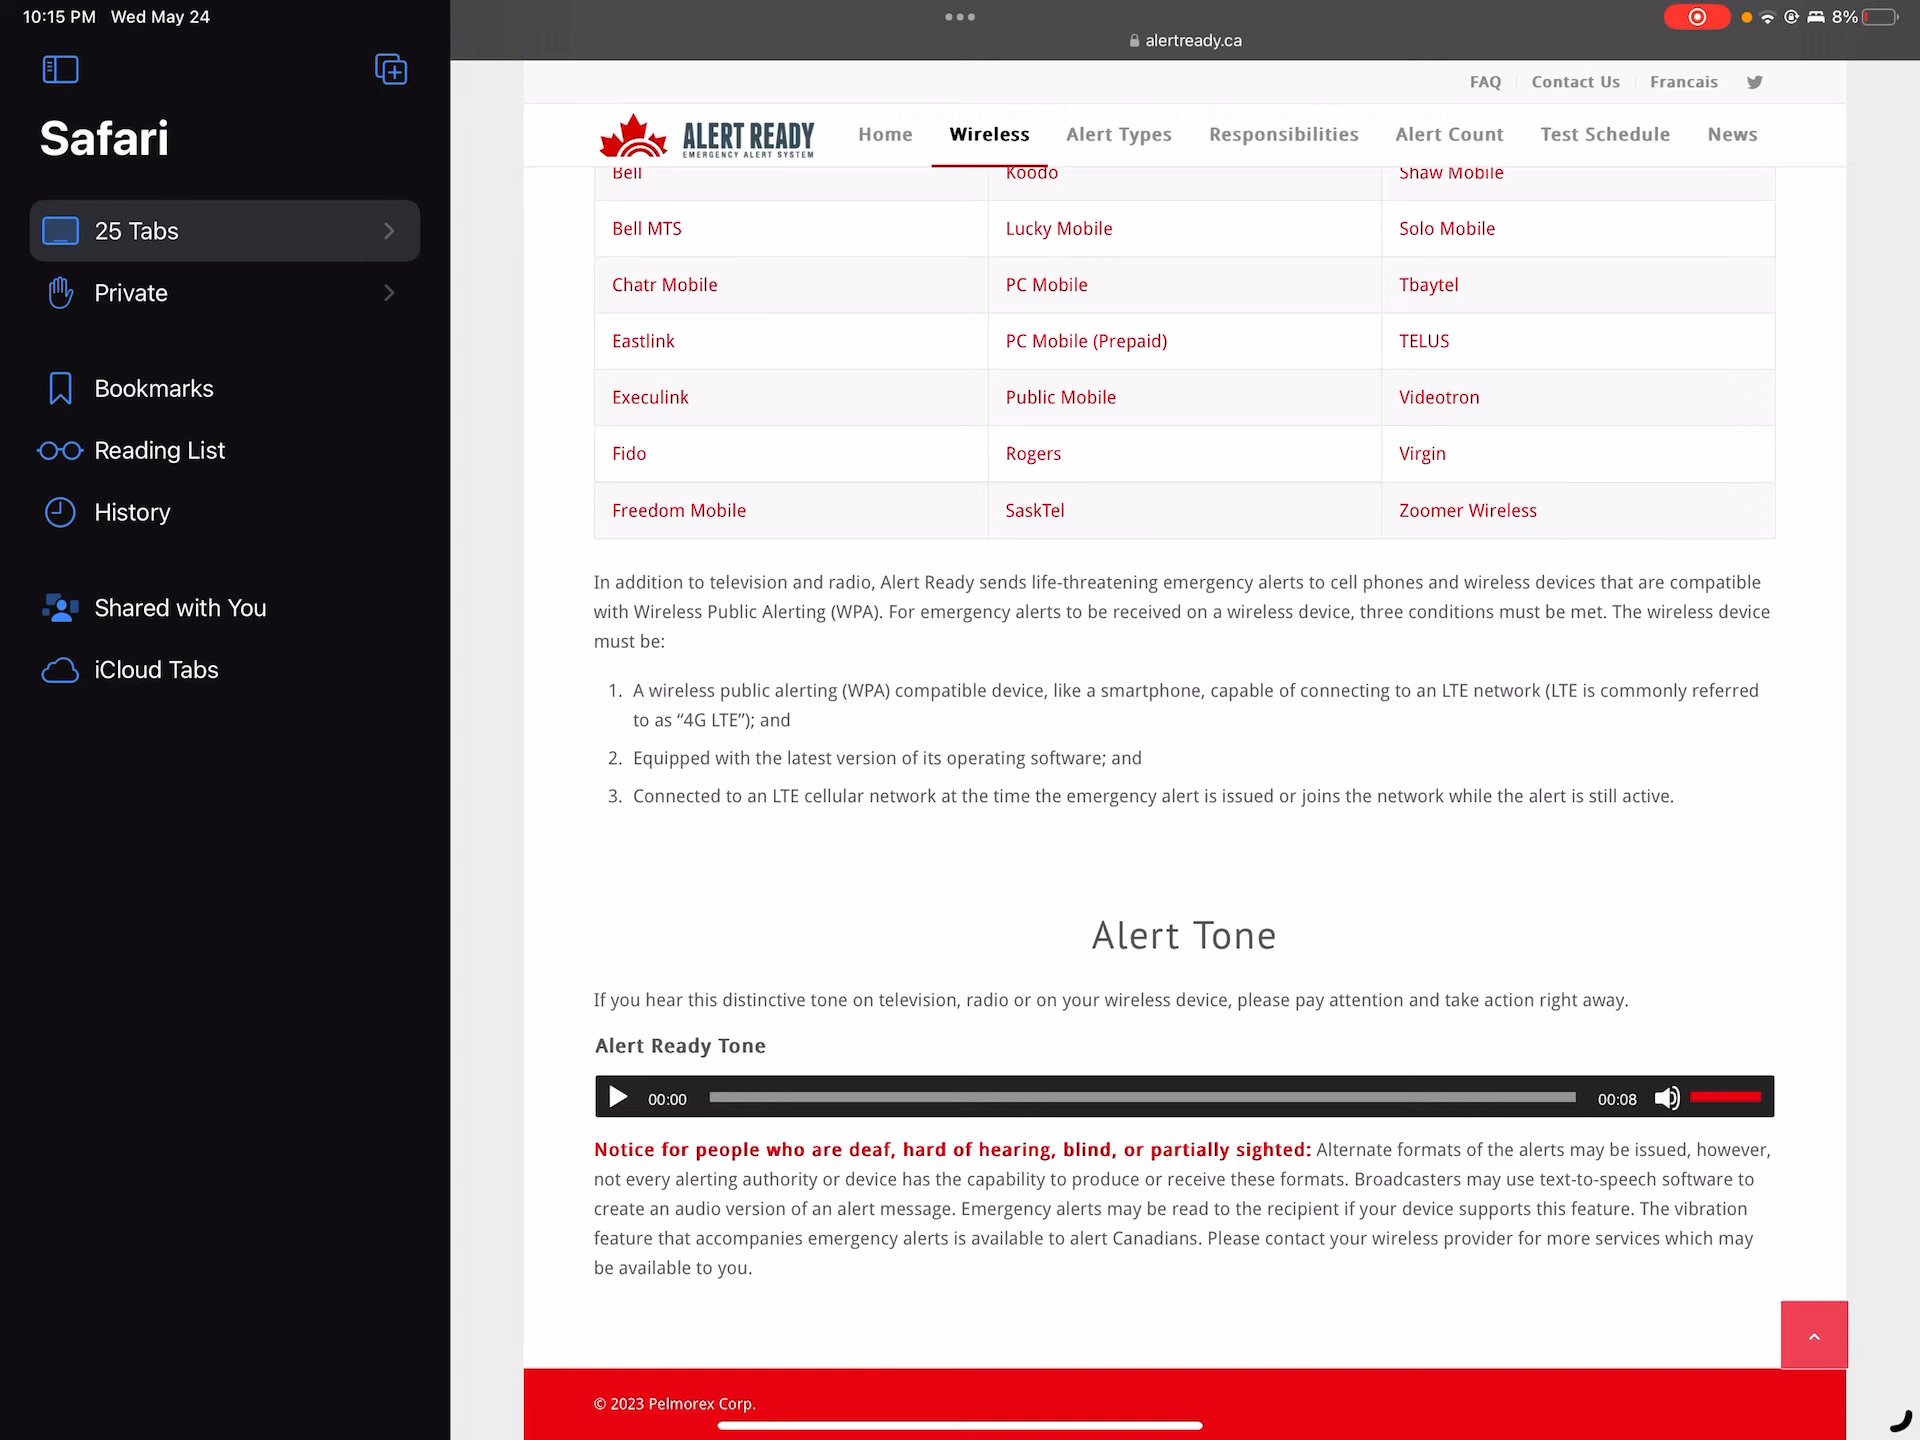 10:15 PM Wed May 24
8%
alertready.ca
Safari
25 Tabs
Private
Bookmarks
Reading List
History
Shared with You
iCloud Tabs
FAQ Contact Us Francais
ALERT READY
EMERGENCY ALERT SYSTEM
Home Wireless Alert Types Responsibilities Alert Count Test Schedule News
Bell Koodo Shaw Mobile
Bell MTS Lucky Mobile Solo Mobile
Chatr Mobile PC Mobile Tbaytel
Eastlink PC Mobile (Prepaid) TELUS
Execulink Public Mobile Videotron
Fido Rogers Virgin
Freedom Mobile SaskTel Zoomer Wireless
In addition to television and radio, Alert Ready sends life-threatening emergency alerts to cell phones and wireless devices that are compatible
with Wireless Public Alerting (WPA). For emergency alerts to be received on a wireless device, three conditions must be met. The wireless device
must be:
1. A wireless public alerting (WPA) compatible device, like a smartphone, capable of connecting to an LTE network (LTE is commonly referred
to as “4G LTE”); and
2. Equipped with the latest version of its operating software; and
3. Connected to an LTE cellular network at the time the emergency alert is issued or joins the network while the alert is still active.
Alert Tone
If you hear this distinctive tone on television, radio or on your wireless device, please pay attention and take action right away.
Alert Ready Tone
00:00 00:08
Notice for people who are deaf, hard of hearing, blind, or partially sighted: Alternate formats of the alerts may be issued, however,
not every alerting authority or device has the capability to produce or receive these formats. Broadcasters may use text-to-speech software to
create an audio version of an alert message. Emergency alerts may be read to the recipient if your device supports this feature. The vibration
feature that accompanies emergency alerts is available to alert Canadians. Please contact your wireless provider for more services which may
be available to you.
© 2023 Pelmorex Corp.